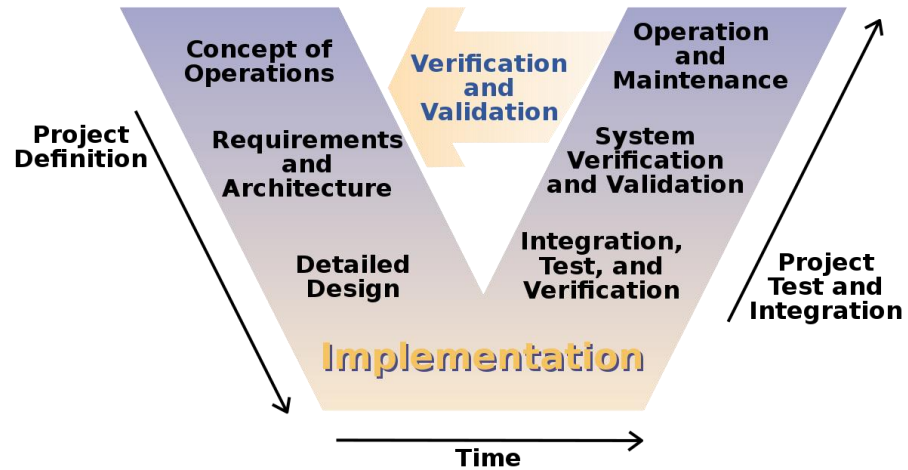 Concept of
Operations
Verification
and
Validation
Operation
and
Maintenance
Project
Definition
Requirements
and
Architecture
System
Verification
and Validation
Detailed
Design
Integration,
Test, and
Verification
Project
Test and
Integration
Implementation
Time